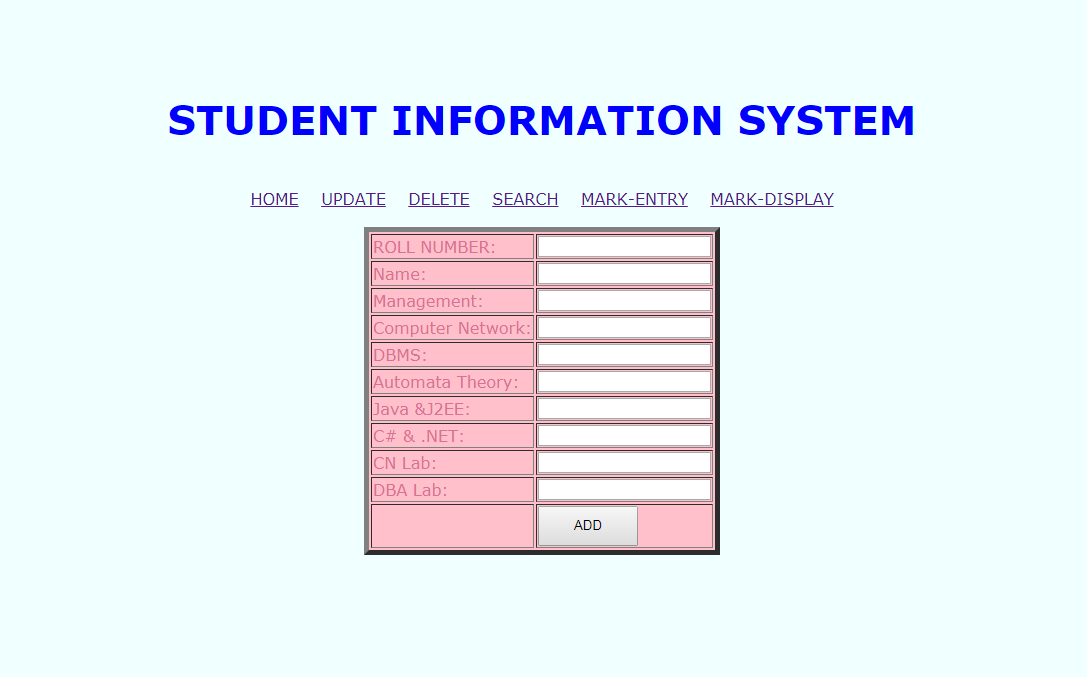 STUDENT INFORMATION SYSTEM
HOME UPDATE DELETE SEARCH MARK-ENTRY MARK-DISPLAY
ROLL NUMBER:
Name:
Management:
Computer Network:
DBMS:
Automata Theory:
Java &J2EE:
C# & .NET:
CN Lab:
DBA Lab:
ADD